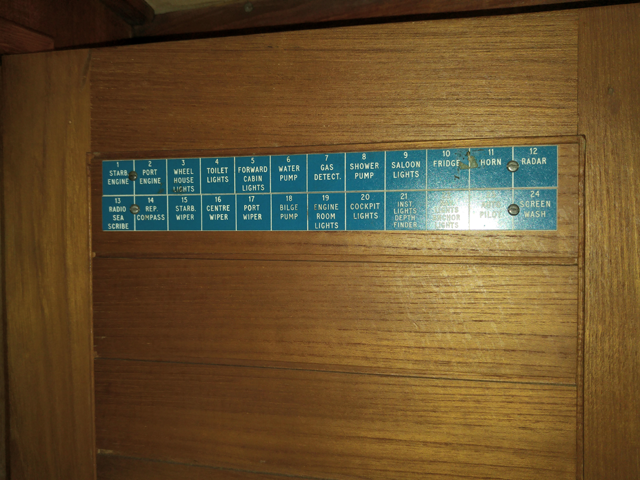 1
STARB.
ENGINE
2
PORT
ENGINE
3
WHEEL
HOUSE
LIGHTS
4
TOILET
LIGHTS
5
FORWARD
CABIN
LIGHTS
6
WATER
PUMP
7
GAS
DETECT.
8
SHOWER
PUMP
9
SALOON
LIGHTS
10
FRIDGE
11
HORN
12
RADAR
13
RADIO
SEA
SCRIBE
14
REP.
COMPASS
15
STARB.
WIPER
16
CENTRE
WIPER
17
PORT
WIPER
18
BILGE
PUMP
19
ENGINE
ROOM
LIGHTS
20
COCKPIT
LIGHTS
21
INST
LIGHTS
DEPTH
FINDER
LIGHTS
ANCHOR
LIGHTS
PILOT
24
SCREEN
WASH